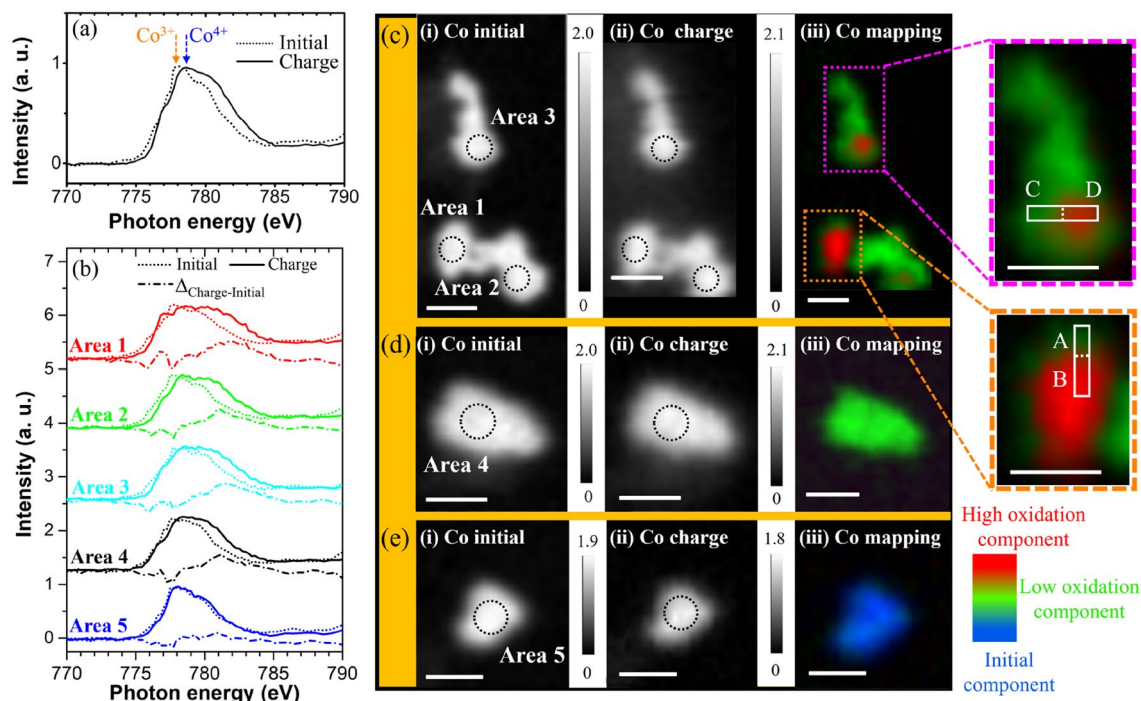 (a)
Co3+ Co4+
Initial
Charge
Intensity (a. u.)
1
0
770 775 780 785 790
Photon energy (eV)
(b)
Initial Charge
ΔCharge-Initial
Area 1
Area 2
Area 3
Area 4
Area 5
Intensity (a. u.)
7
6
5
4
3
2
1
0
770 775 780 785 790
Photon energy (eV)
(c)
(i) Co initial
2.0
0
(ii) Co charge
2.1
0
(iii) Co mapping
Area 3
Area 1
Area 2
C D
A
B
(d)
(i) Co initial
2.0
0
(ii) Co charge
2.1
0
(iii) Co mapping
Area 4
(e)
(i) Co initial
1.9
0
(ii) Co charge
1.8
0
(iii) Co mapping
Area 5
High oxidation
component
Low oxidation
component
Initial
component